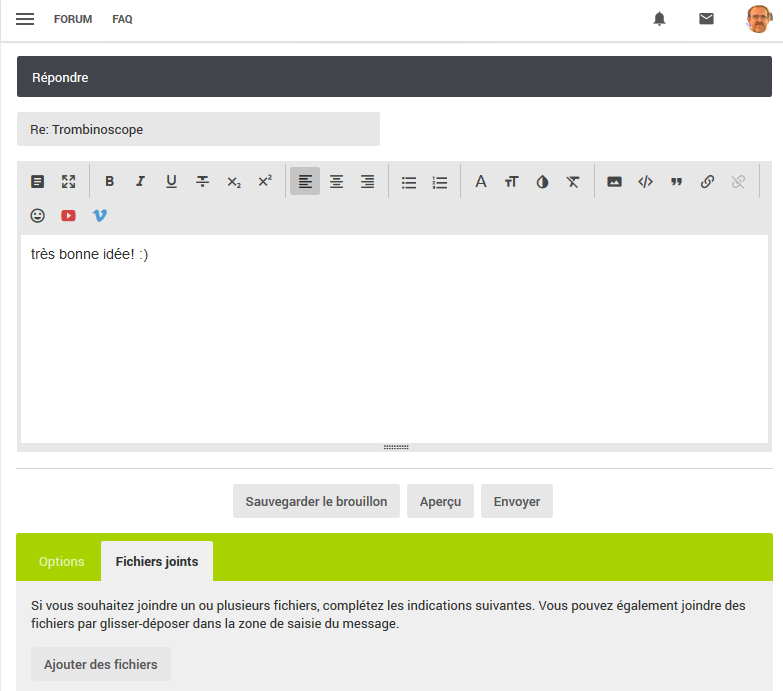 FORUM FAQ
Répondre
Re: Trombinoscope
très bonne idée! :)
Sauvegarder le brouillon Aperçu Envoyer
Options Fichiers joints
Si vous souhaitez joindre un ou plusieurs fichiers, complétez les indications suivantes. Vous pouvez également joindre des
fichiers par glisser-déposer dans la zone de saisie du message.
Ajouter des fichiers